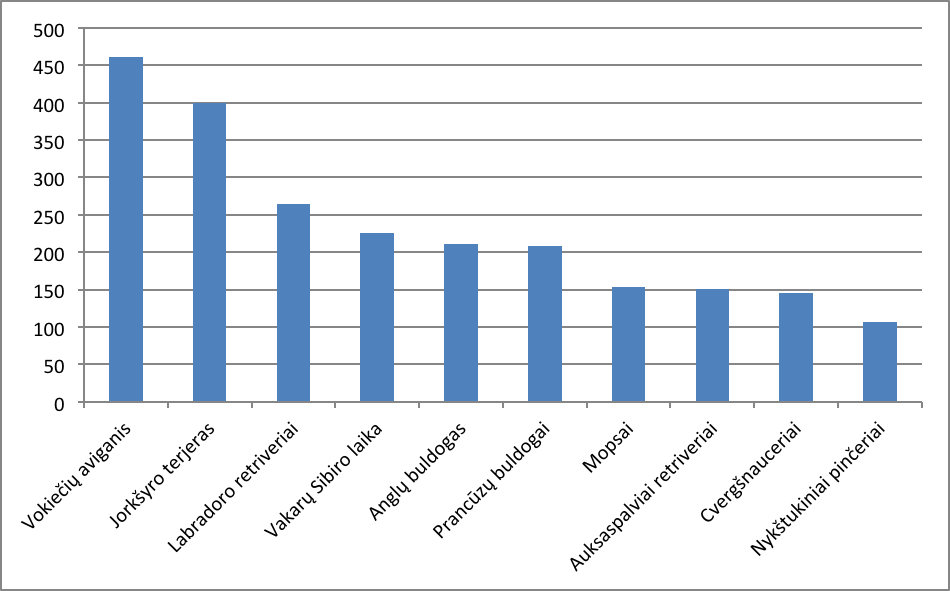 500
450
400
350
300
250
200
150
100
50
0
Vokiečių aviganis
Jorkšyro terjeras
Labradoro retriveriai
Vakarų Sibiro laika
Anglų buldogas
Prancūzų buldogai
Mopsai
Auksaspalviai retriveriai
Cvergšnauceriai
Nykštukiniai pinčeriai